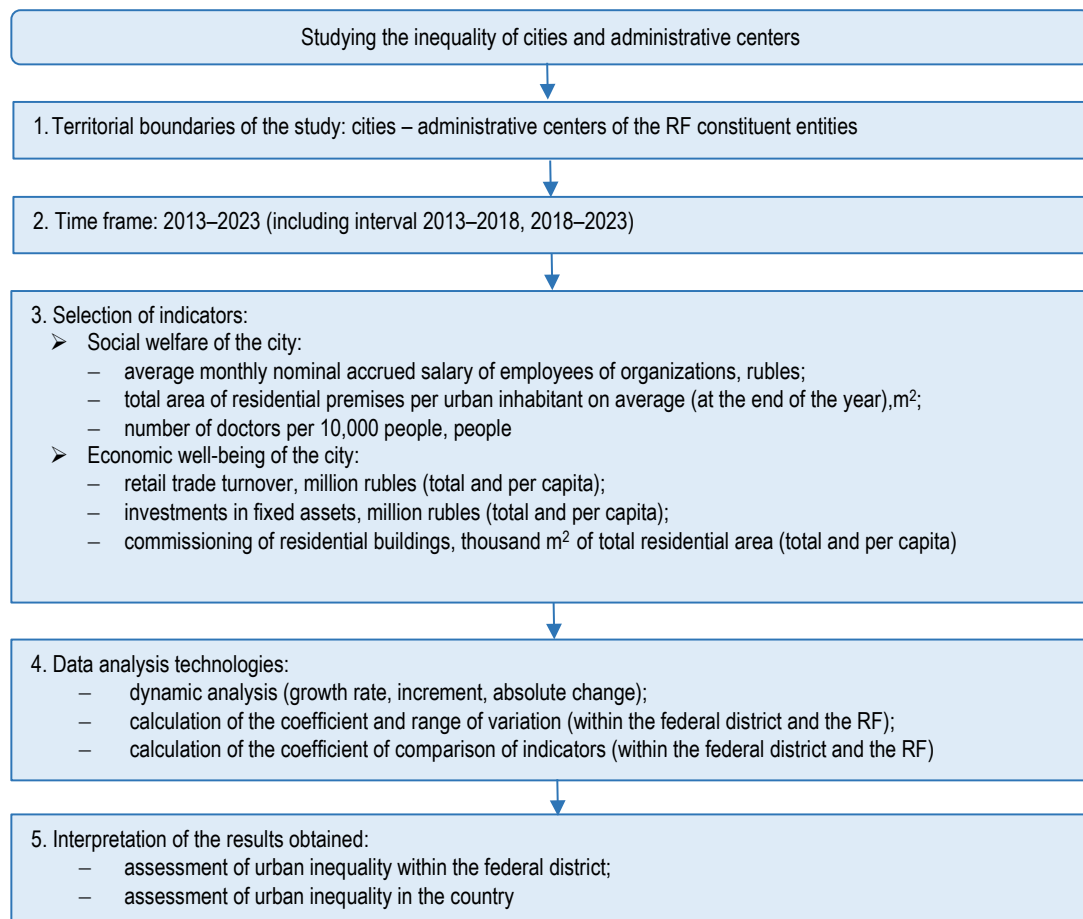 Studying the inequality of cities and administrative centers
1. Territorial boundaries of the study: cities – administrative centers of the RF constituent entities
2. Time frame: 2013–2023 (including interval 2013–2018, 2018–2023)
3. Selection of indicators:
➢ Social welfare of the city:
– average monthly nominal accrued salary of employees of organizations, rubles;
– total area of residential premises per urban inhabitant on average (at the end of the year),m²;
– number of doctors per 10,000 people, people
➢ Economic well-being of the city:
– retail trade turnover, million rubles (total and per capita);
– investments in fixed assets, million rubles (total and per capita);
– commissioning of residential buildings, thousand m² of total residential area (total and per capita)
4. Data analysis technologies:
– dynamic analysis (growth rate, increment, absolute change);
– calculation of the coefficient and range of variation (within the federal district and the RF);
– calculation of the coefficient of comparison of indicators (within the federal district and the RF)
5. Interpretation of the results obtained:
– assessment of urban inequality within the federal district;
– assessment of urban inequality in the country